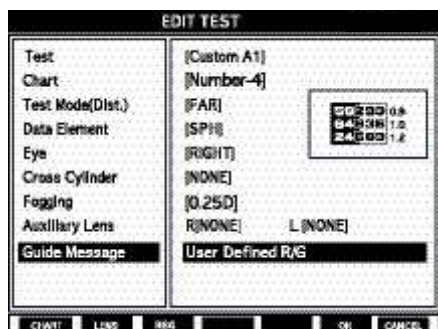 EDIT TEST
Test [Custom A1]
Chart [Number-4]
Test Mode(Dist.) [FAR]
Data Element [SPH]
Eye [RIGHT]
Cross Cylinder [NONE]
Fogging [0.25D]
Auxiliary Lens R[NONE] L[NONE]
Guide Message User Defined R/G
0.9
1.0
1.2
CHART LENS REG OK CANCEL